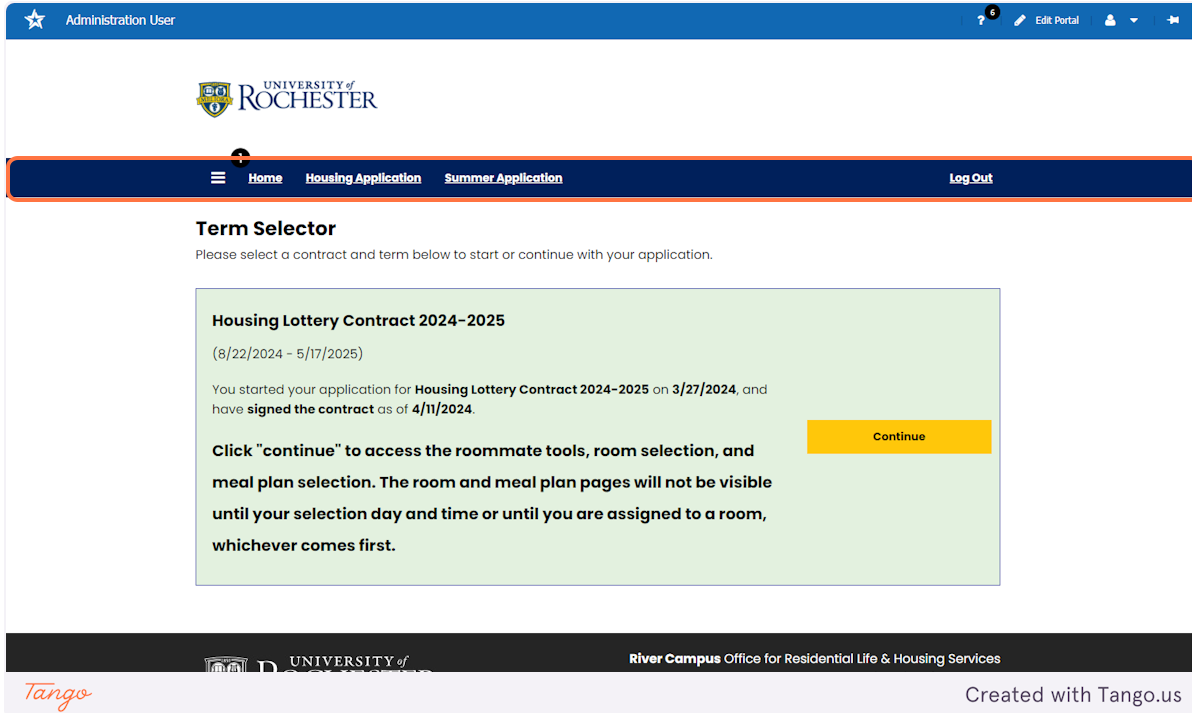 Administration User
? 6 Edit Portal
UNIVERSITY of
ROCHESTER
MELIORA
1
Home Housing Application Summer Application Log Out
Term Selector
Please select a contract and term below to start or continue with your application.
Housing Lottery Contract 2024-2025
(8/22/2024 - 5/17/2025)
You started your application for Housing Lottery Contract 2024-2025 on 3/27/2024, and
have signed the contract as of 4/11/2024.
Continue
Click "continue" to access the roommate tools, room selection, and
meal plan selection. The room and meal plan pages will not be visible
until your selection day and time or until you are assigned to a room,
whichever comes first.
UNIVERSITY of
ROCHESTER
River Campus Office for Residential Life & Housing Services
Tango
Created with Tango.us